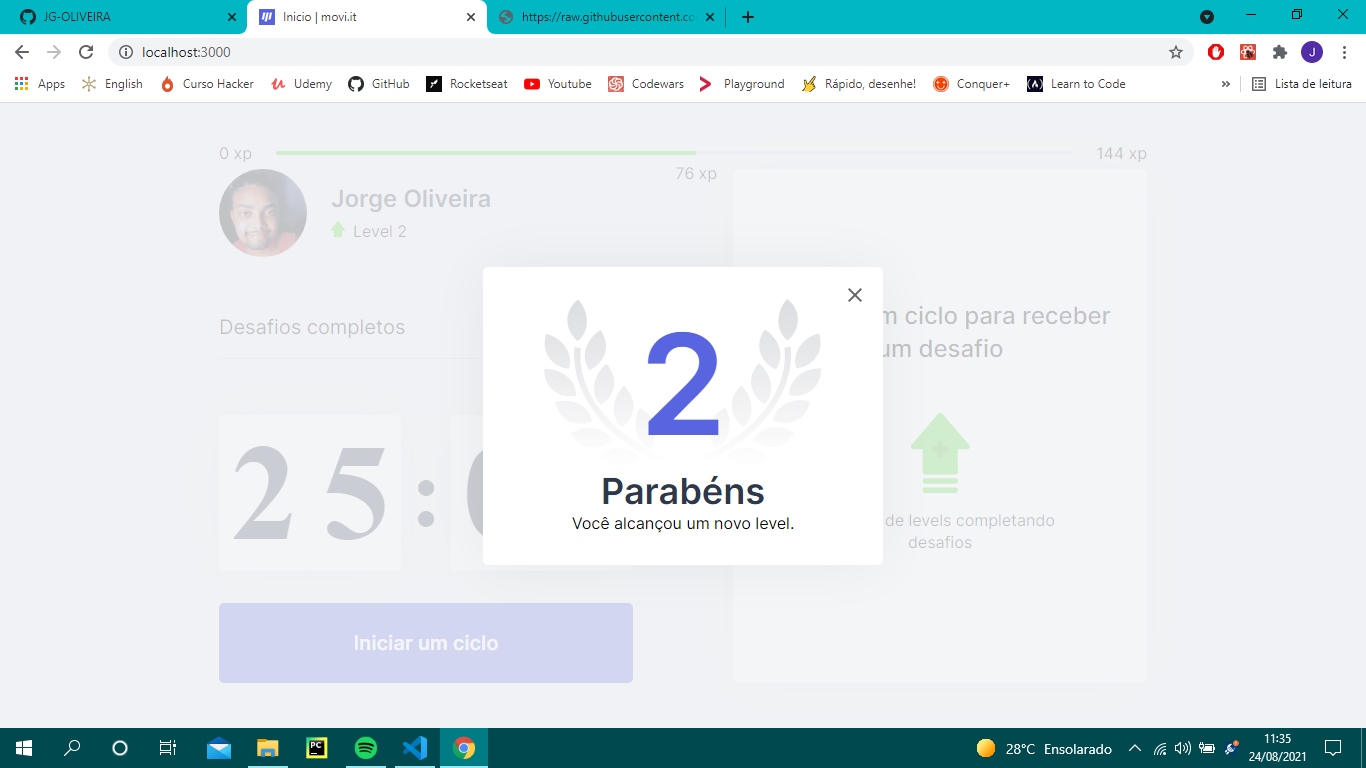 JG-OLIVEIRA
Inicio | movi.it
https://raw.githubusercontent.co
localhost:3000
J
Apps
English
Curso Hacker
Udemy
GitHub
Rocketseat
Youtube
Codewars
Playground
Rápido, desenhe!
Conquer+
Learn to Code
»
Lista de leitura
0 xp
76 xp
144 xp
Jorge Oliveira
Level 2
Desafios completos
25:
Iniciar um ciclo
2
Parabéns
Você alcançou um novo level.
ciclo para receber
um desafio
de levels completando
desafios
PC
28°C Ensolarado
11:35
24/08/2021